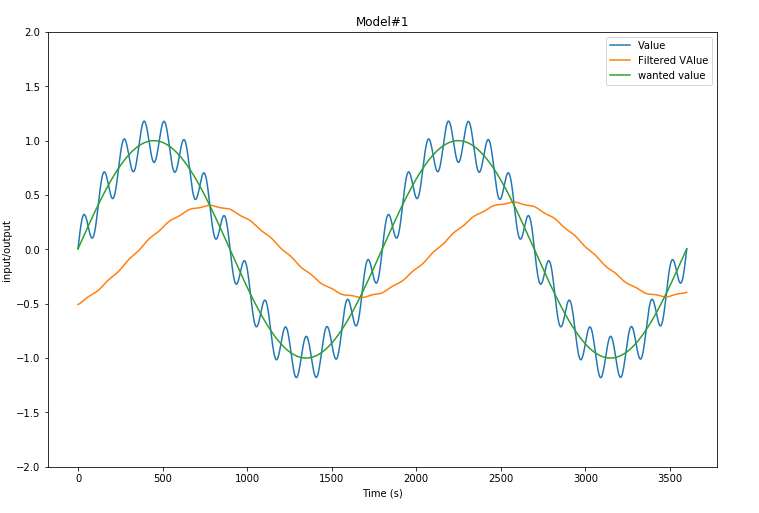 Model#1
Value
Filtered VAlue
wanted value
2.0
1.5
1.0
0.5
0.0
−0.5
−1.0
−1.5
−2.0
input/output
0 500 1000 1500 2000 2500 3000 3500
Time (s)